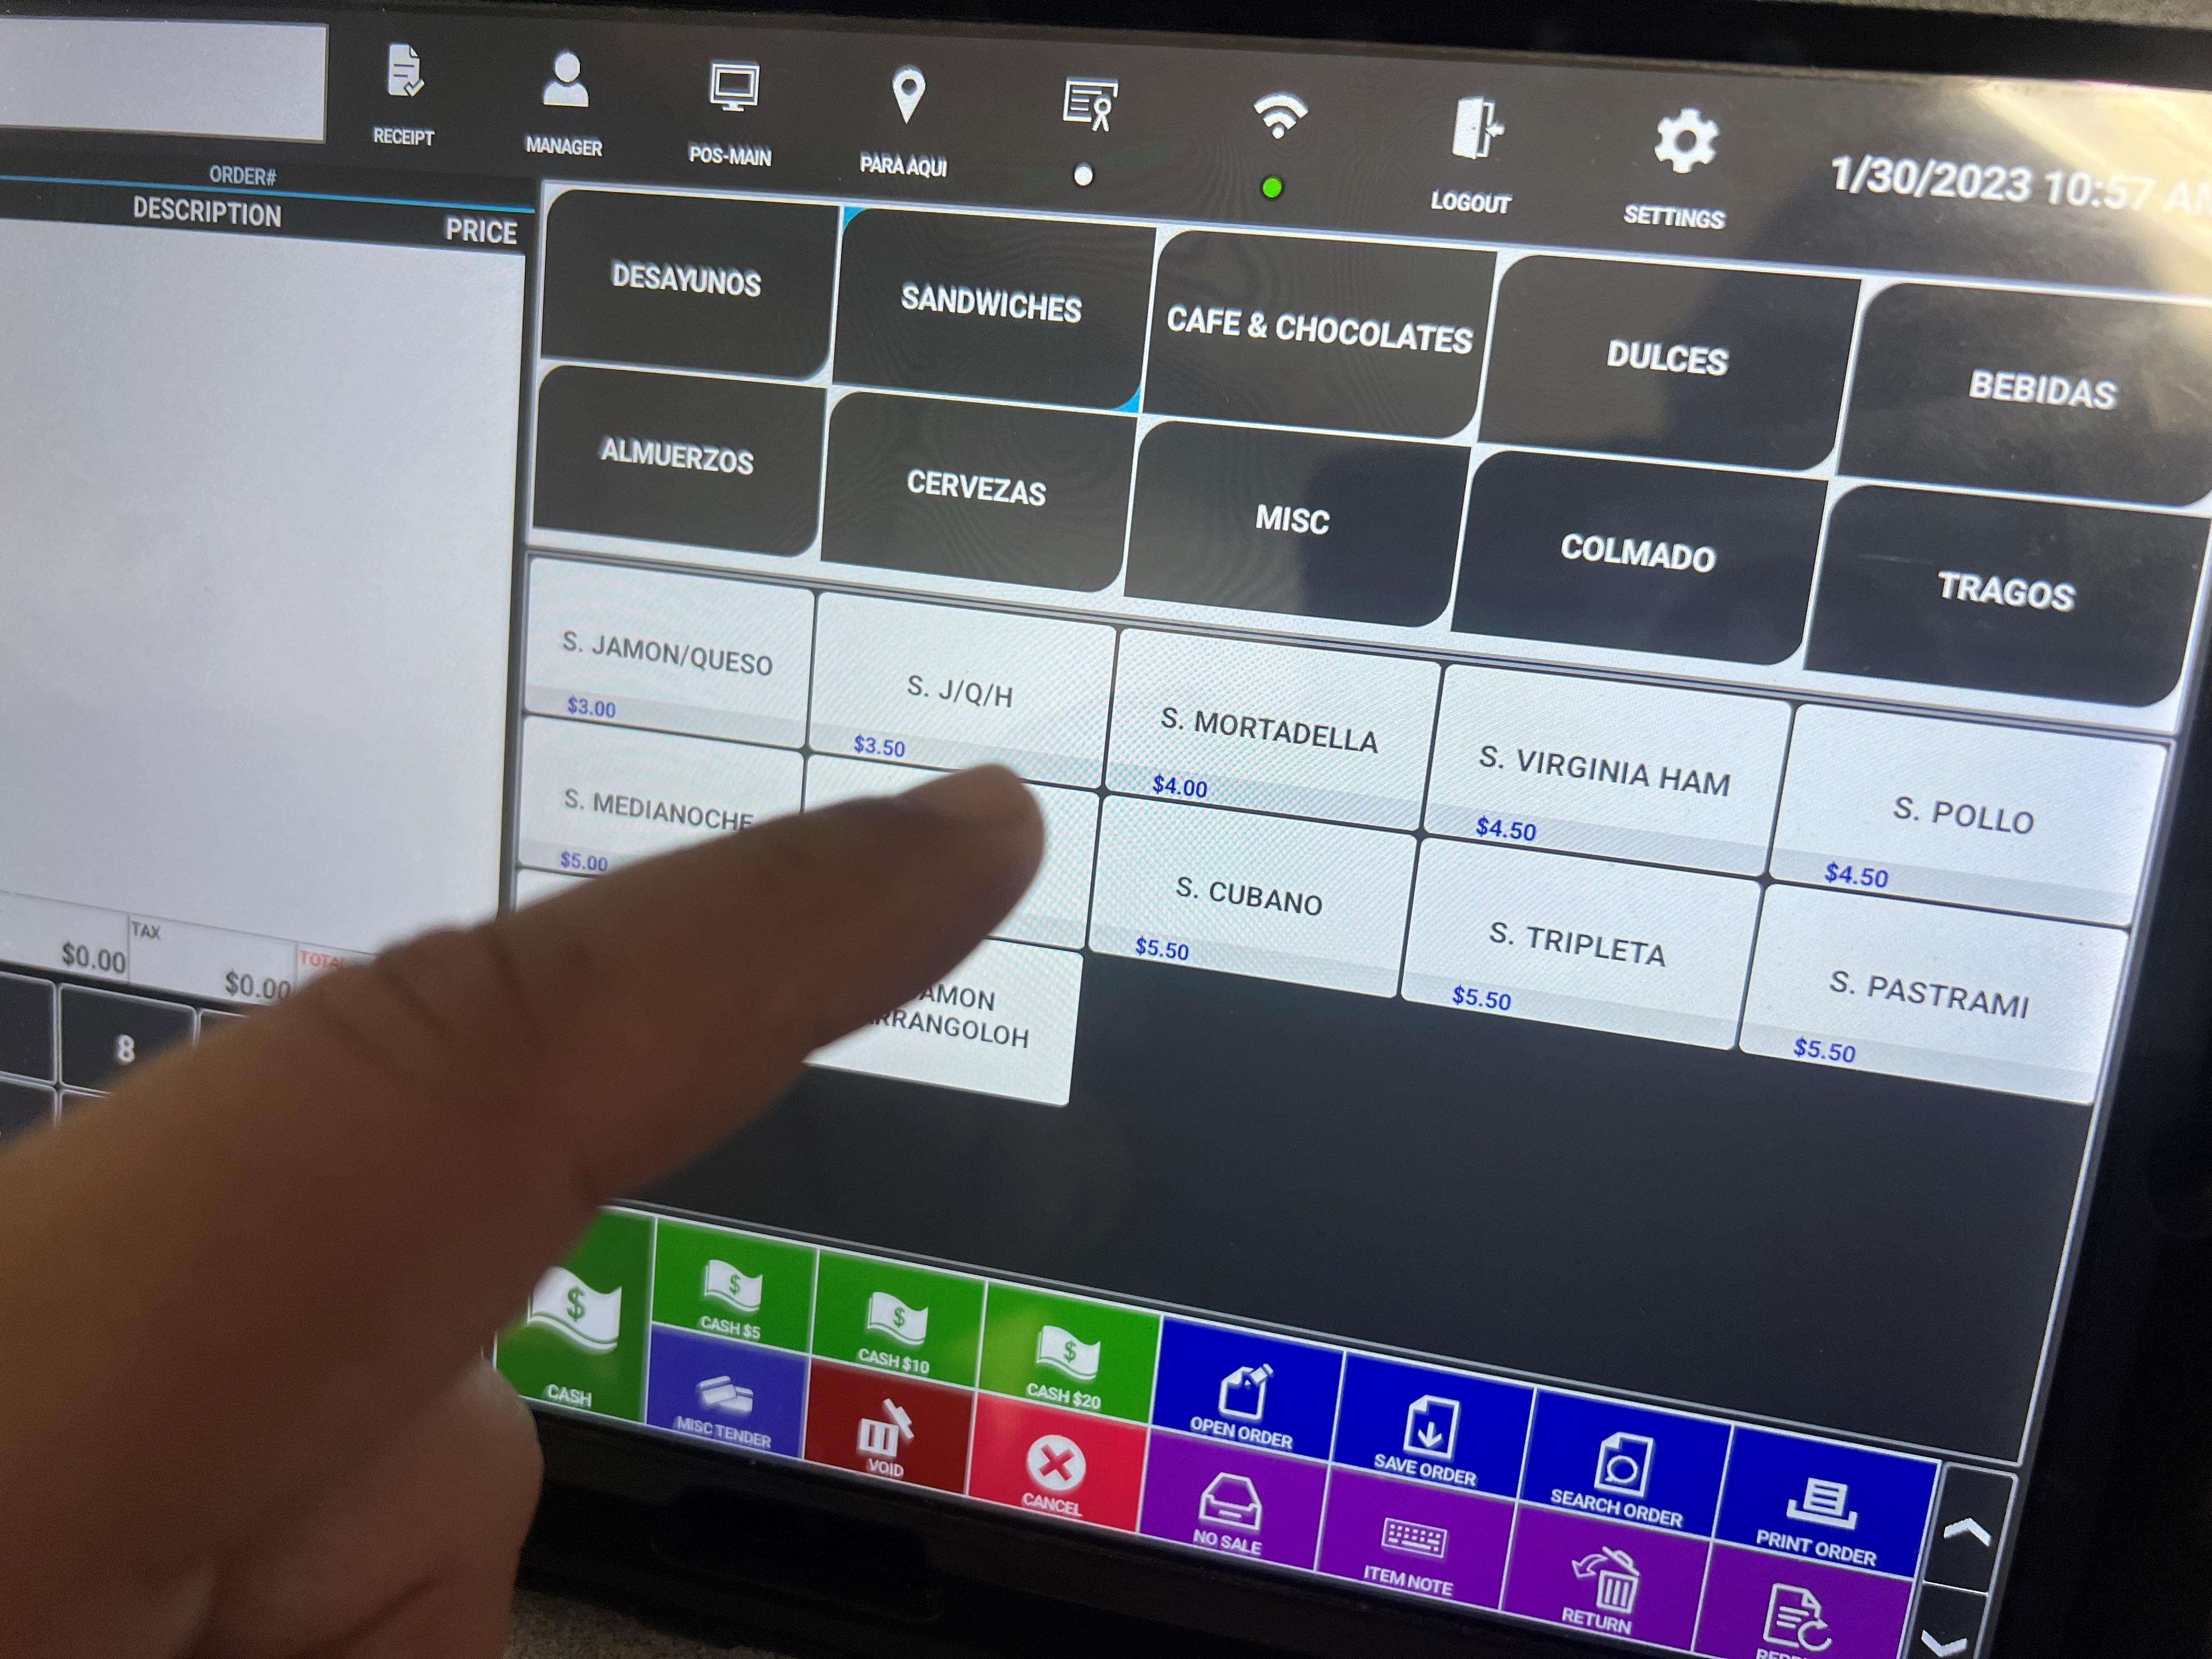 RECEIPT
MANAGER
POS-MAIN
PARA AQUI
LOGOUT
SETTINGS
1/30/2023 10:57
ORDER#
DESCRIPTION PRICE
DESAYUNOS
SANDWICHES
CAFE & CHOCOLATES
DULCES
BEBIDAS
ALMUERZOS
CERVEZAS
MISC
COLMADO
TRAGOS
S. JAMON/QUESO
$3.00
S. J/Q/H
$3.50
S. MORTADELLA
$4.00
S. VIRGINIA HAM
$4.50
S. POLLO
$4.50
S. MEDIANOCHE
$5.00
S. CUBANO
$5.50
S. TRIPLETA
$5.50
S. PASTRAMI
$5.50
AMON
RRANGOLOH
$0.00
TAX
$0.00
TOTAL
8
CASH
CASH $5
CASH $10
CASH $20
MISC TENDER
VOID
CANCEL
OPEN ORDER
SAVE ORDER
SEARCH ORDER
PRINT ORDER
NO SALE
ITEM NOTE
RETURN